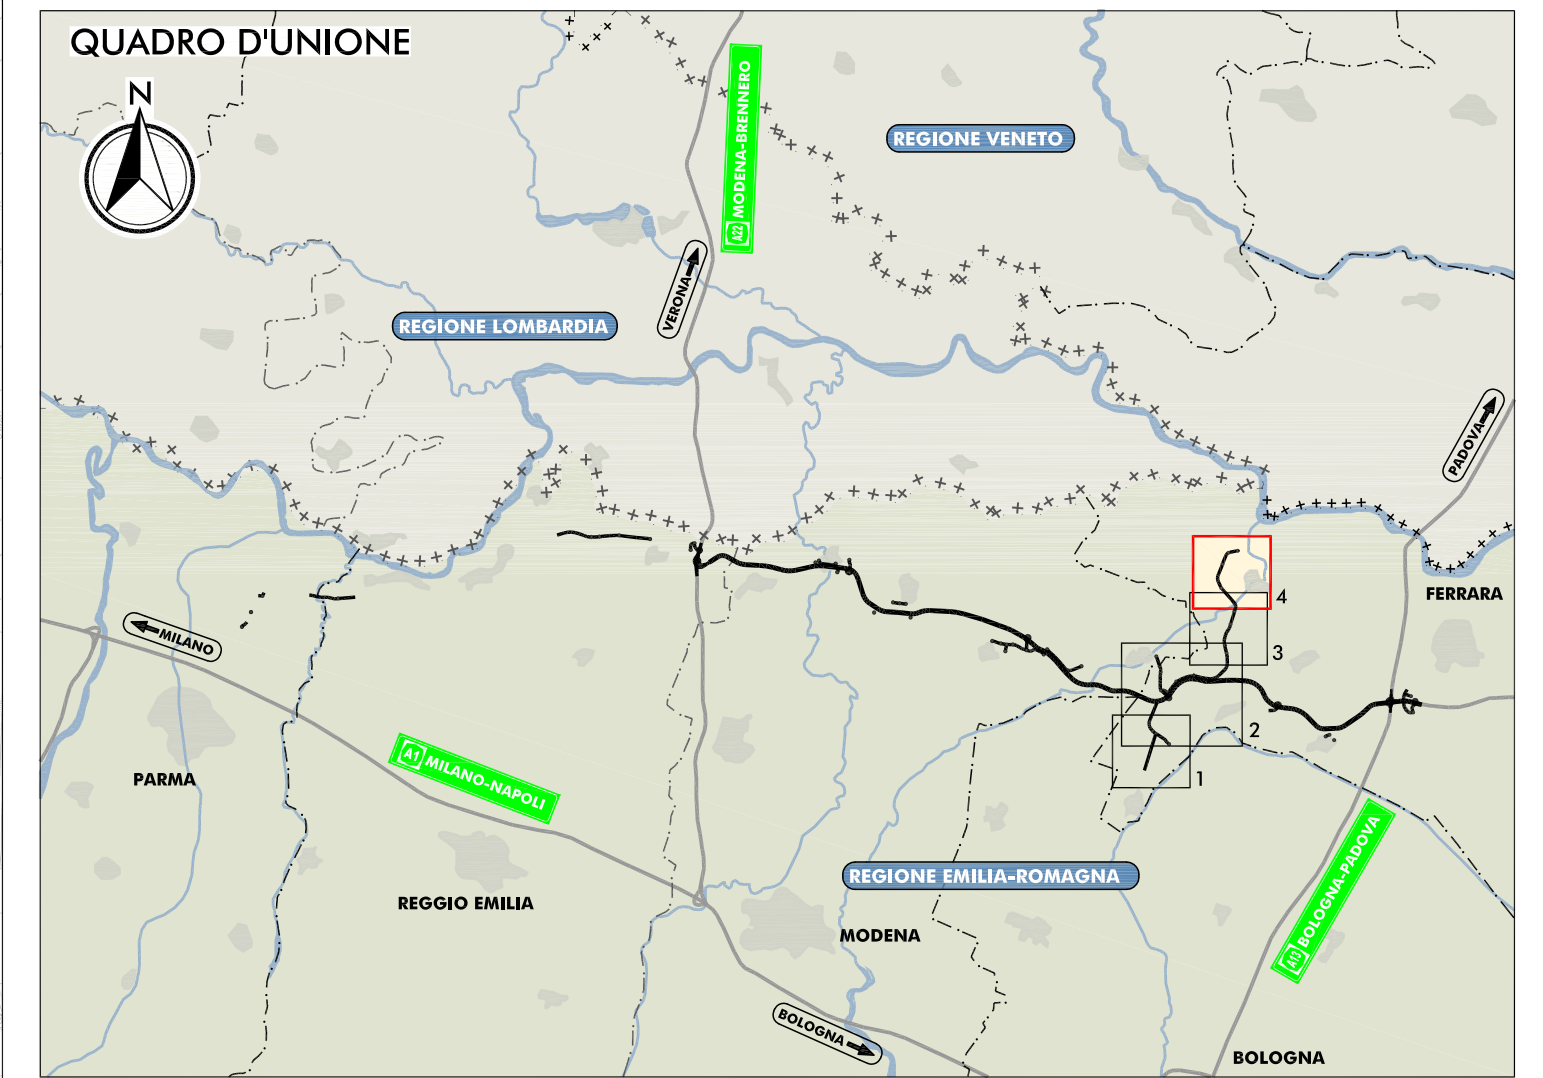 QUADRO D'UNIONE
N
A22 MODENA-BRENNERO
REGIONE VENETO
VERONA
REGIONE LOMBARDIA
PADOVA
FERRARA
4
3
MILANO
2
1
PARMA
A1 MILANO-NAPOLI
REGIONE EMILIA-ROMAGNA
A13 BOLOGNA-PADOVA
REGGIO EMILIA
MODENA
BOLOGNA
BOLOGNA